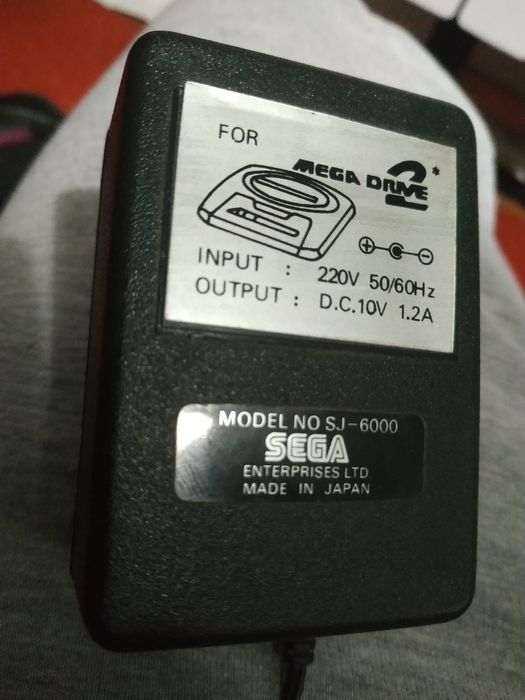 FOR
MEGA DRIVE 2*
INPUT : 220V 50/60Hz
OUTPUT : D.C.10V 1.2A
MODEL NO SJ-6000
SEGA
ENTERPRISES LTD
MADE IN JAPAN